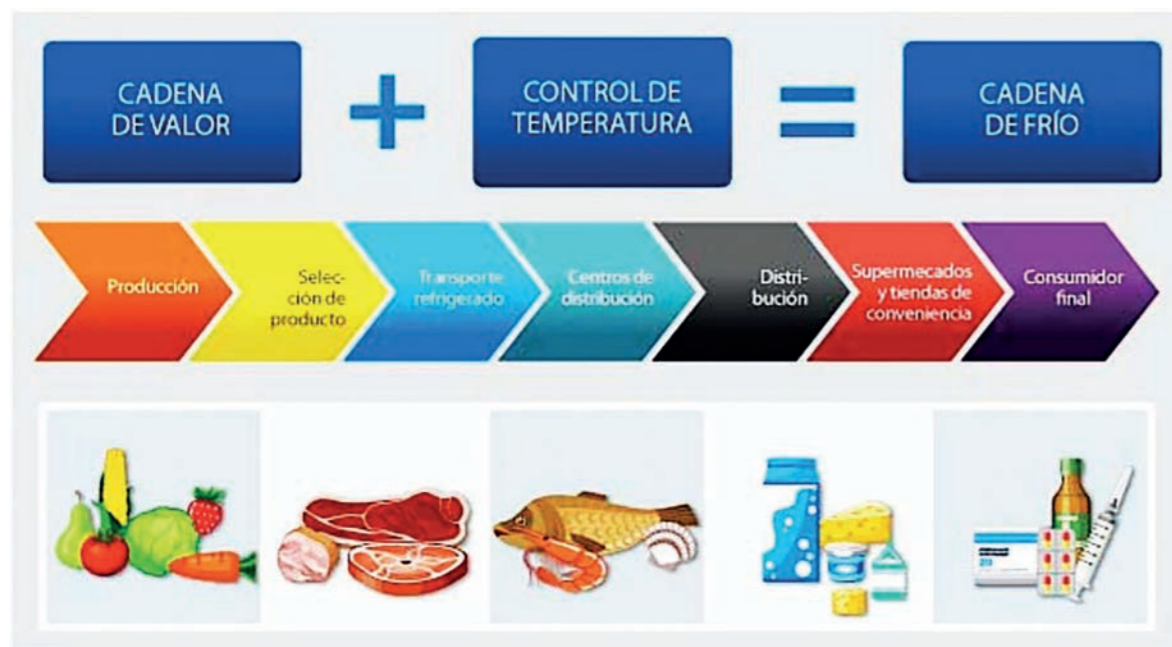 CADENA
DE VALOR
+
CONTROL DE
TEMPERATURA
=
CADENA
DE FRÍO
Producción
Selec-
ción de
producto
Transporte
refrigerado
Centros de
distribución
Distri-
bución
Supermecados
y tiendas de
conveniencia
Consumidor
final